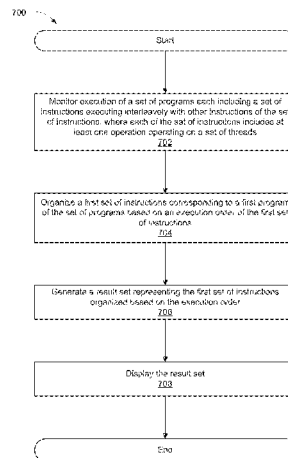 700
Start
Monitor execution of a set of programs each including a set of
instructions executing interleavely with other instructions of the set
of instructions, where each of the set of instructions includes at
least one operation operating on a set of threads
702
Organize a first set of instructions corresponding to a first program
of the set of programs based on an execution order of the first set
of instructions
704
Generate a result set representing the first set of instructions
organized based on the execution order
706
Display the result set
708
End